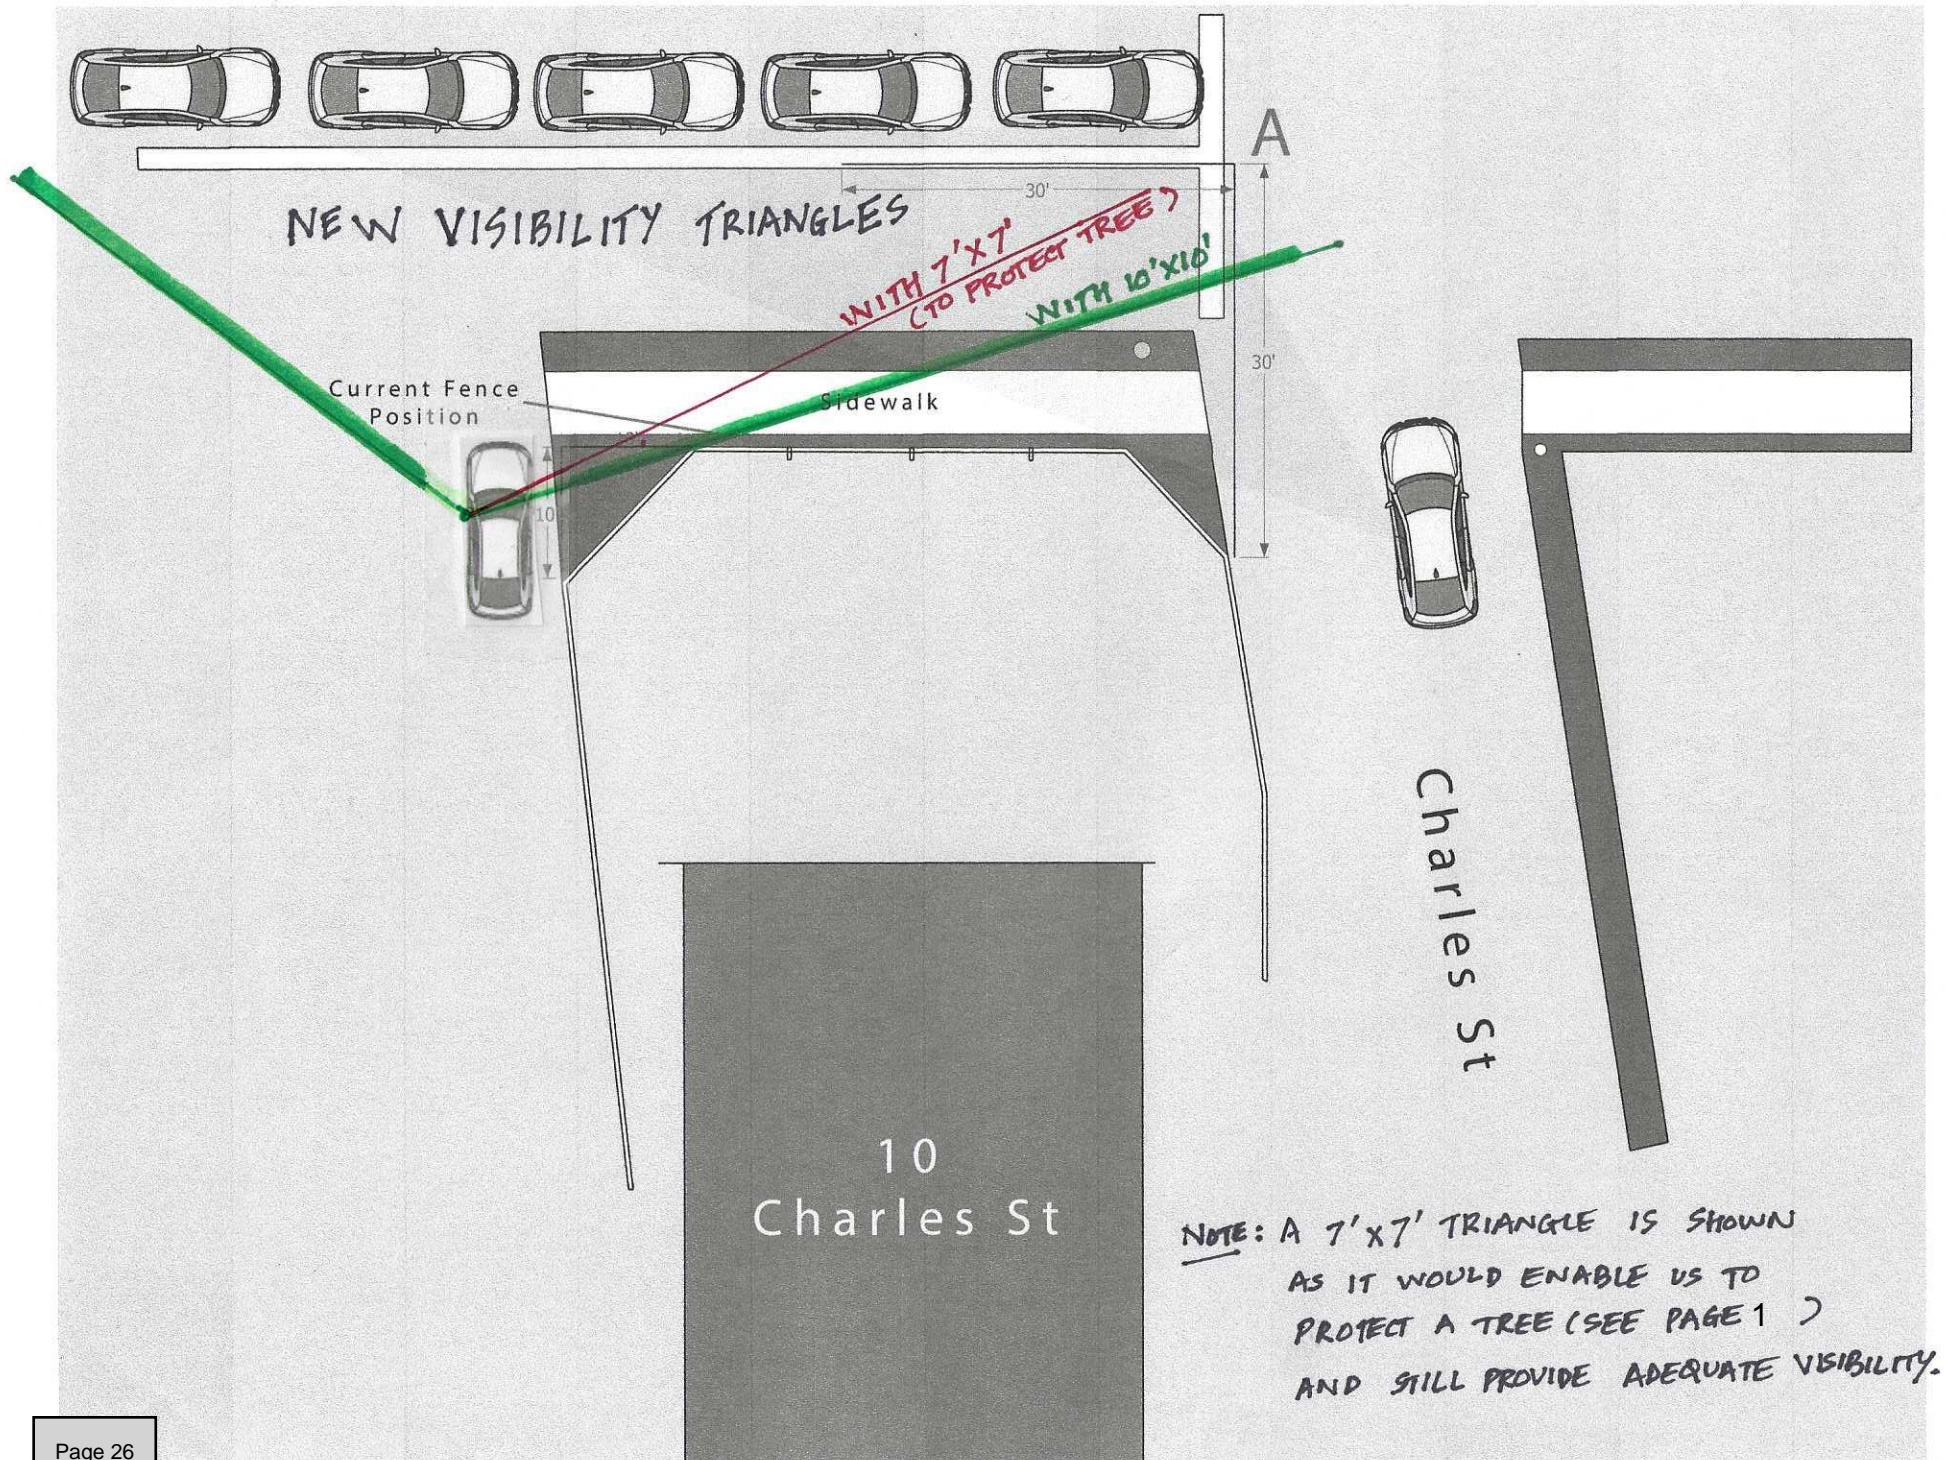 A
30'
NEW VISIBILITY TRIANGLES
WITH 7'X7'
(TO PROTECT TREE)
WITH 10'X10'
30'
Current Fence
Position
Sidewalk
10
Charles St
10
Charles St
NOTE: A 7'X7' TRIANGLE IS SHOWN
AS IT WOULD ENABLE US TO
PROTECT A TREE (SEE PAGE 1 )
AND STILL PROVIDE ADEQUATE VISIBILITY.
Page 26